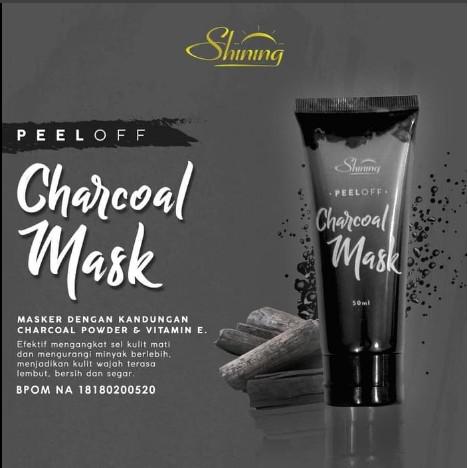 Shining
PEELOFF
Charcoal
Mask
MASKER DENGAN KANDUNGAN
CHARCOAL POWDER & VITAMIN E.
Efektif mengangkat sel kulit mati
dan mengurangi minyak berlebih,
menjadikan kulit wajah terasa
lembut, bersih dan segar.
BPOM NA 18180200520
Shining
• PEELOFF •
Charcoal
Mask
50ml